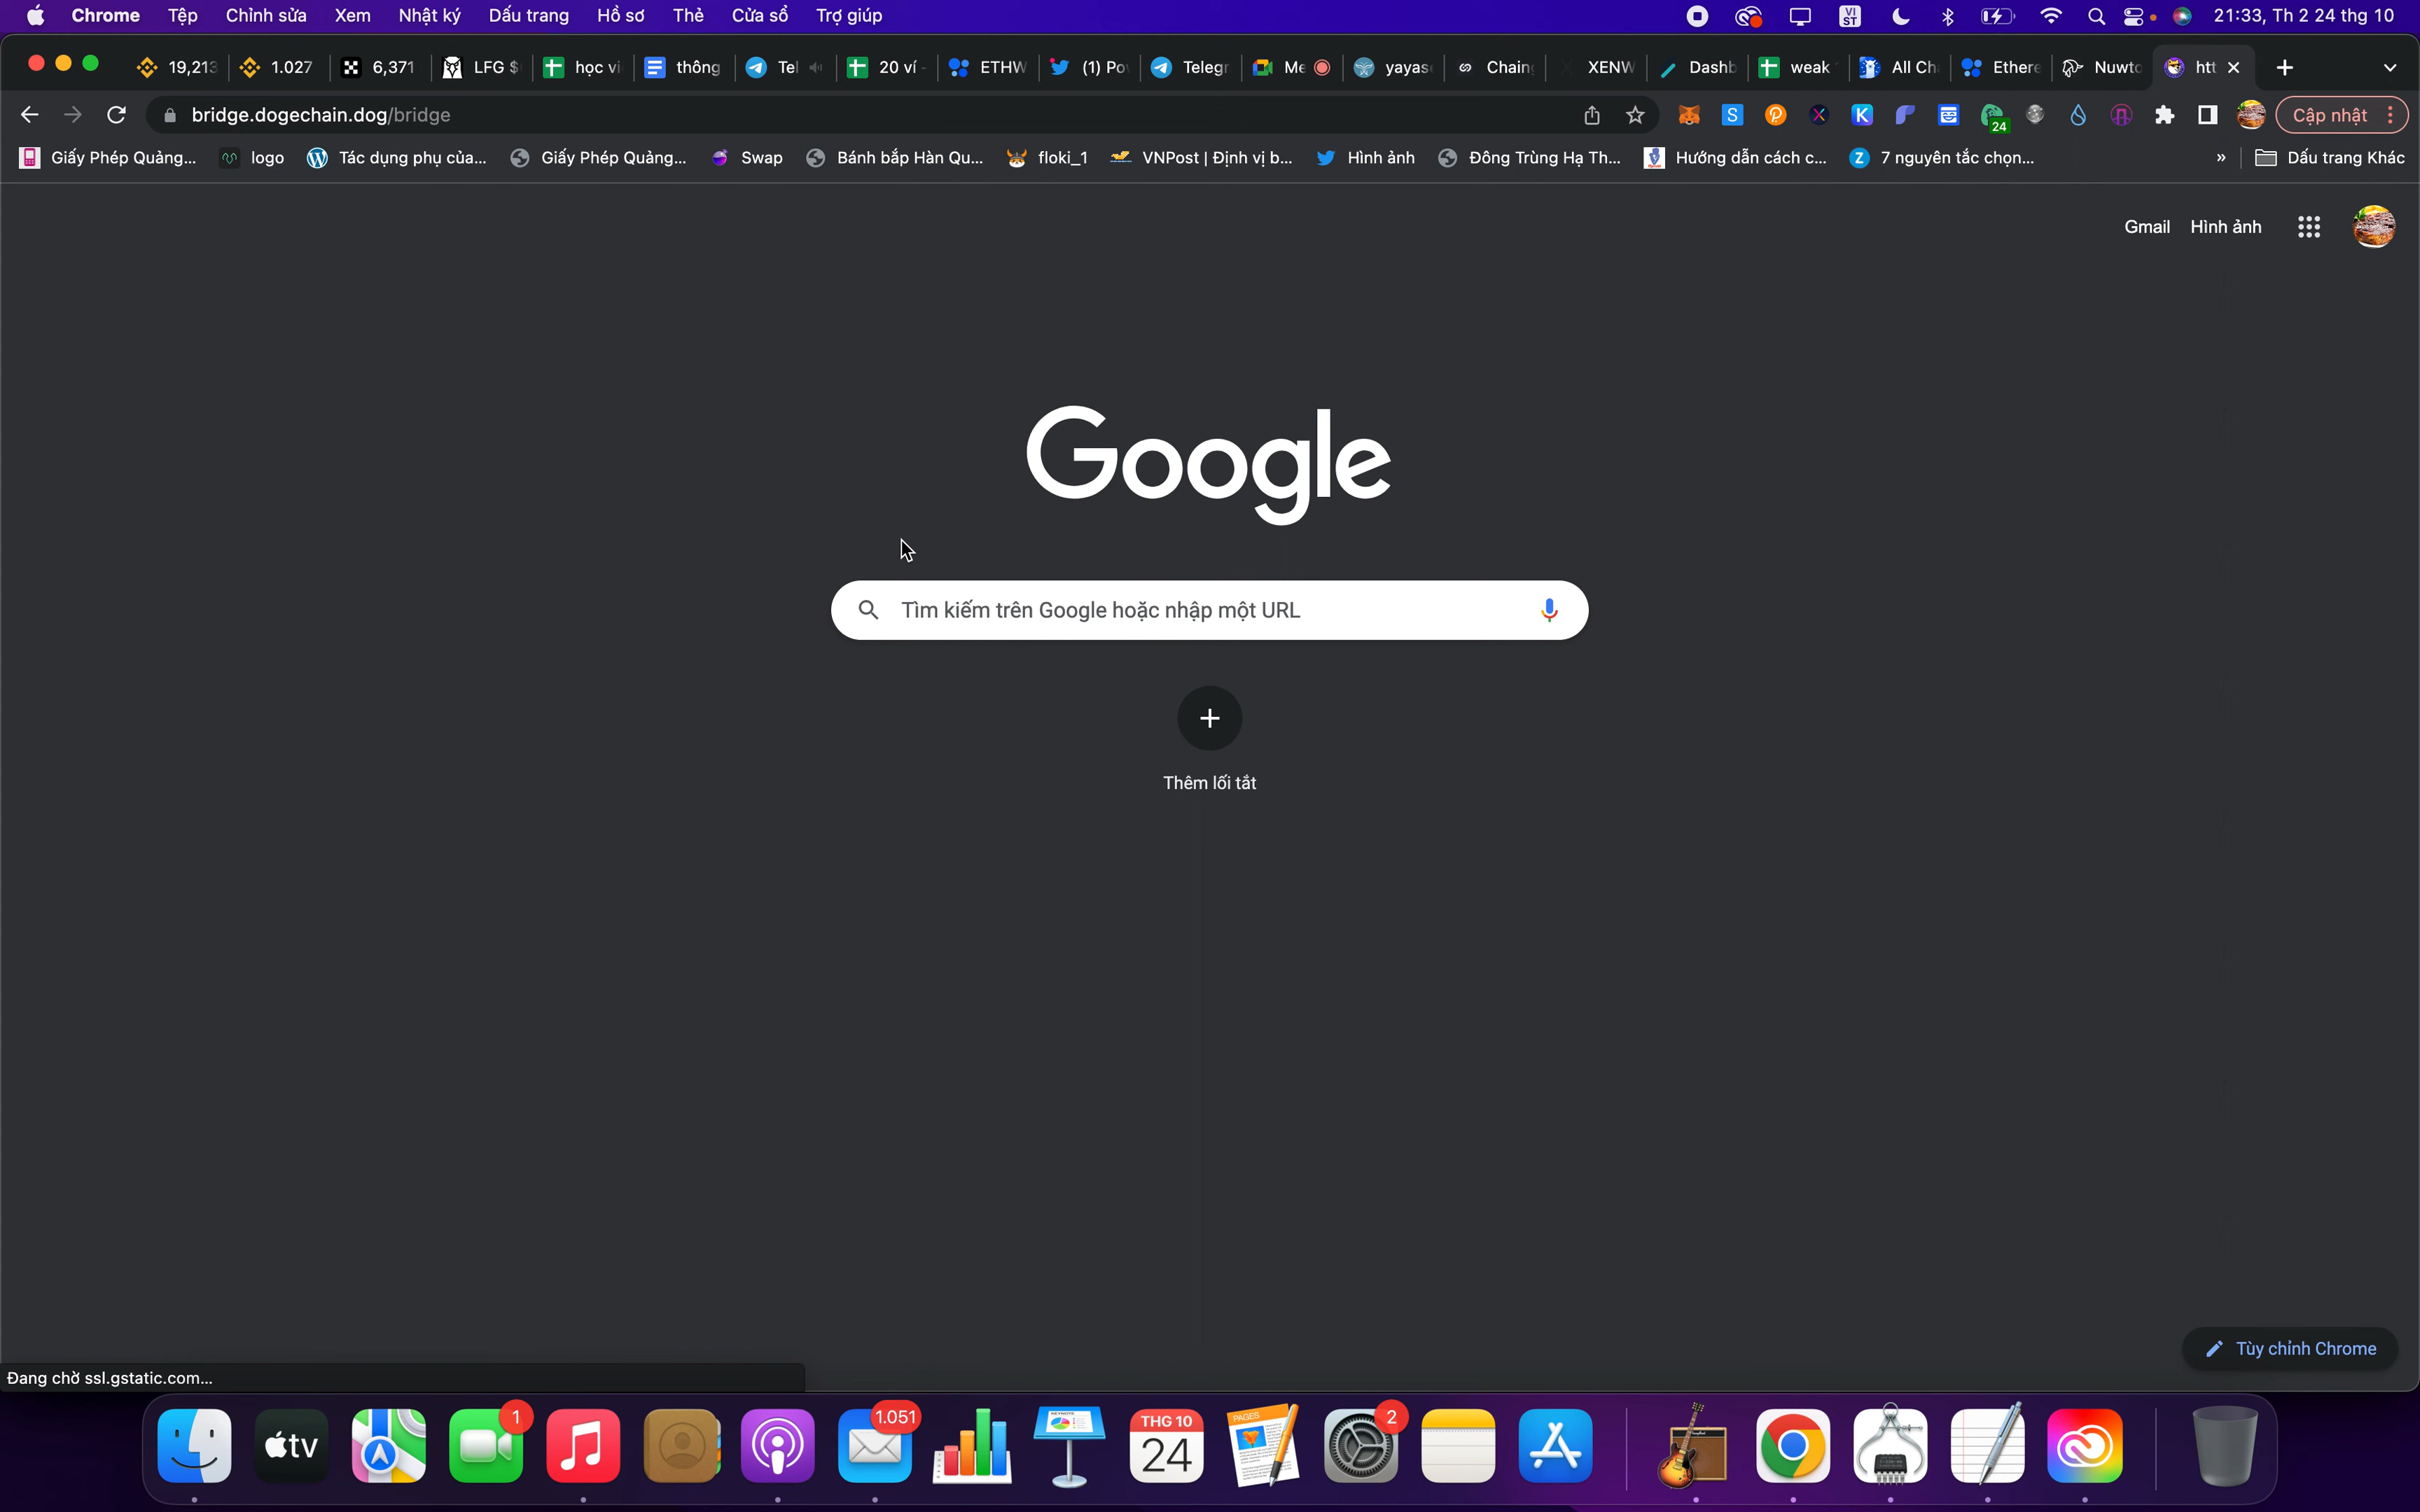 Chrome Tệp Chỉnh sửa Xem Nhật ký Dấu trang Hồ sơ Thẻ Cửa sổ Trợ giúp VI ST 21:33, Th 2 24 thg 10
19,213 1.027 6,371 LFG $ học vi thông Tel 20 ví - ETHW (1) Po Telegr Me yayas Chain XENW Dashb weak All Ch Ethere Nuwto htt
bridge.dogechain.dog/bridge S K 24 Cập nhật
Giấy Phép Quảng... logo Tác dụng phụ của... Giấy Phép Quảng... Swap Bánh bắp Hàn Qu... floki_1 VNPost | Định vị b... Hình ảnh Đông Trùng Hạ Th... Hướng dẫn cách c... Z 7 nguyên tắc chọn... » Dấu trang Khác
Gmail Hình ảnh
Google
Tìm kiếm trên Google hoặc nhập một URL
Thêm lối tắt
Tùy chỉnh Chrome
Đang chờ ssl.gstatic.com...
tv 1 1.051 THG 10 24 PAGES 2